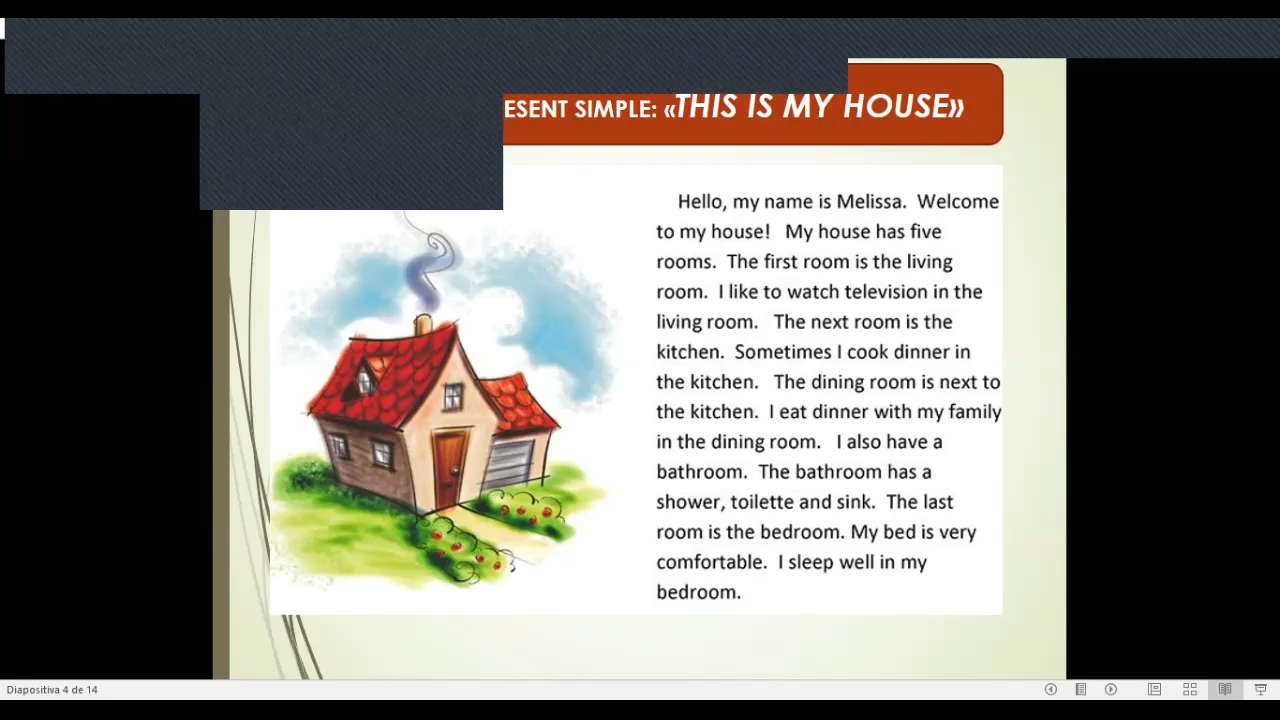 ESENT SIMPLE: «THIS IS MY HOUSE»
Hello, my name is Melissa. Welcome
to my house! My house has five
rooms. The first room is the living
room. I like to watch television in the
living room. The next room is the
kitchen. Sometimes I cook dinner in
the kitchen. The dining room is next to
the kitchen. I eat dinner with my family
in the dining room. I also have a
bathroom. The bathroom has a
shower, toilette and sink. The last
room is the bedroom. My bed is very
comfortable. I sleep well in my
bedroom.
Diapositiva 4 de 14